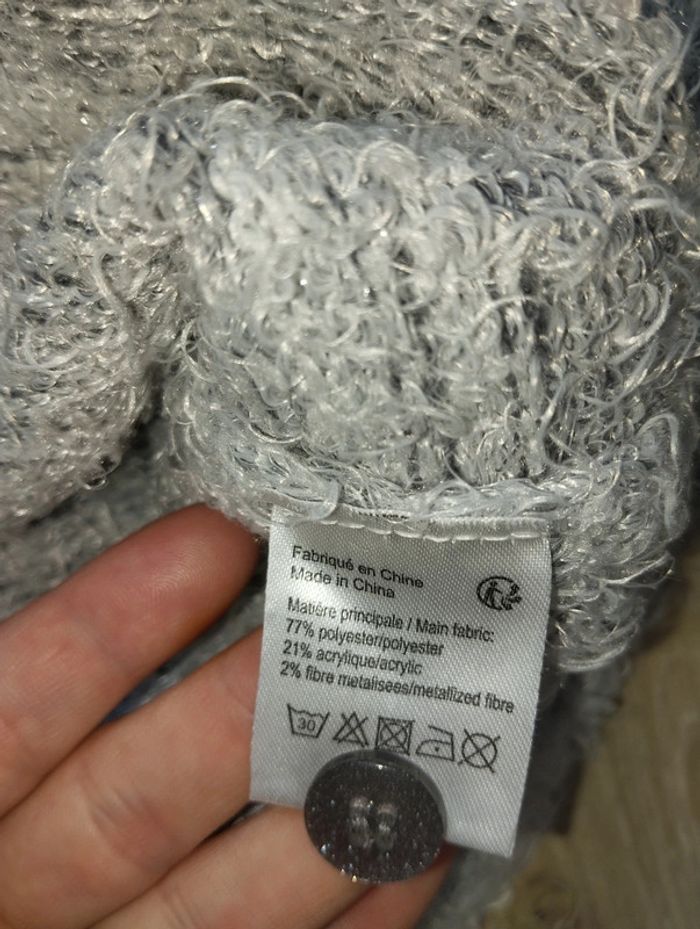 Fabriqué en Chine
Made in China
Matière principale / Main fabric:
77% polyester/polyester
21% acrylique/acrylic
2% fibre metalisees/metallized fibre
30